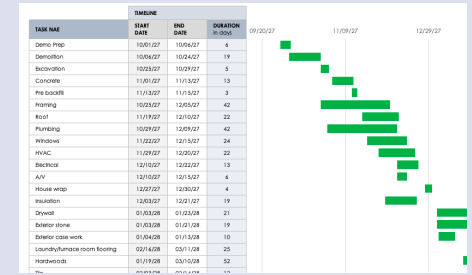 TIMELINE
TASK NAE START DATE END DATE DURATION in days 09/20/27 11/09/27 12/29/27
Demo Prep 10/01/27 10/06/27 6
Demolition 10/06/27 10/24/27 19
Excavation 10/25/27 10/29/27 5
Concrete 11/01/27 11/13/27 13
Pre backfill 11/13/27 11/15/27 3
Framing 10/25/27 12/05/27 42
Roof 11/19/27 12/10/27 22
Plumbing 10/29/27 12/09/27 42
Windows 11/22/27 12/15/27 24
HVAC 11/29/27 12/20/27 22
Electrical 12/10/27 12/22/27 13
A/V 12/10/27 12/15/27 6
House wrap 12/27/27 12/30/27 4
Insulation 12/03/27 12/21/27 19
Drywall 01/03/28 01/23/28 21
Exterior stone 01/03/28 01/21/28 19
Exterior case work 01/04/28 01/13/28 10
Laundry/furnace room flooring 02/16/28 03/11/28 25
Hardwoods 01/19/28 03/10/28 52